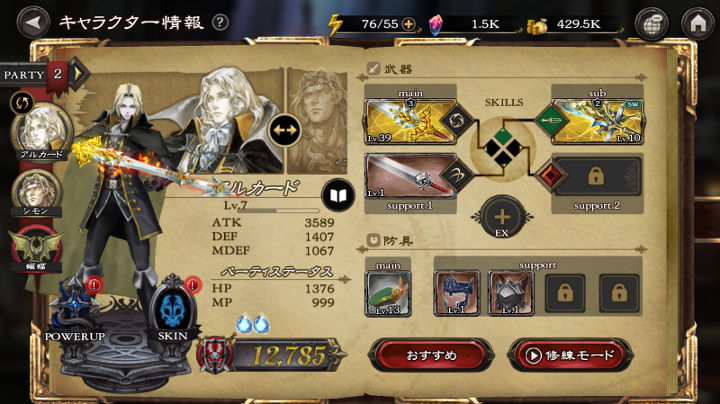 キャラクター情報 ?
76/55
1.5K
429.5K
PARTY 2
アルカード
シモン
蝙蝠
アルカード
Lv.7
ATK 3589
DEF 1407
MDEF 1067
パーティステータス
HP 1376
MP 999
POWERUP
SKIN
12,785
武器
main
3
Lv.39
SKILLS
sub
2
SW
Lv.10
Lv.1
support.1
support.2
EX
防具
main
support
Lv.13
Lv.1
Lv.1
おすすめ
修練モード